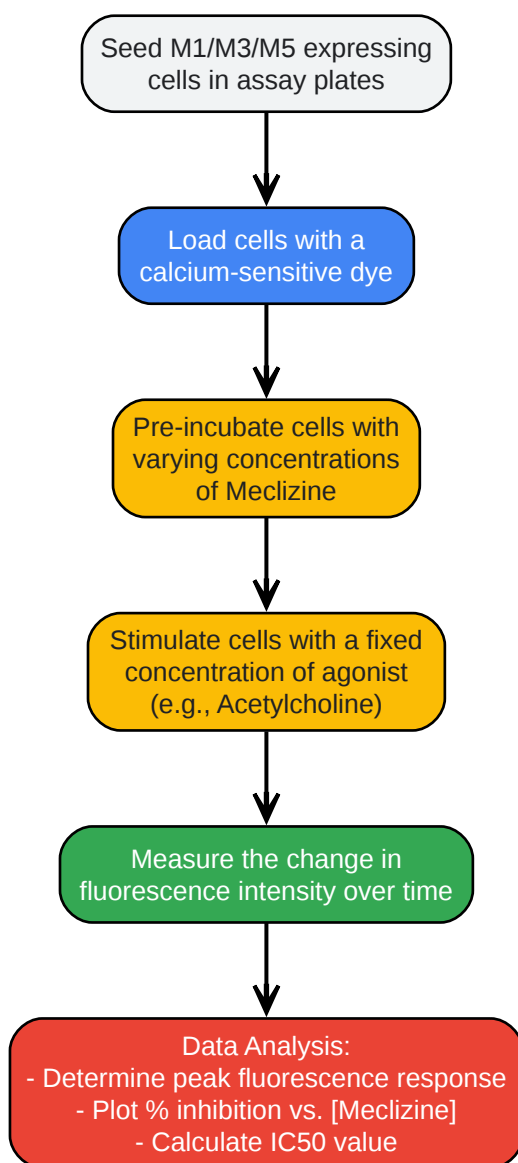 Seed M1/M3/M5 expressing
cells in assay plates
Load cells with a
calcium-sensitive dye
Pre-incubate cells with
varying concentrations
of Meclizine
Stimulate cells with a fixed
concentration of agonist
(e.g., Acetylcholine)
Measure the change in
fluorescence intensity over time
Data Analysis:
- Determine peak fluorescence response
- Plot % inhibition vs. [Meclizine]
- Calculate IC50 value